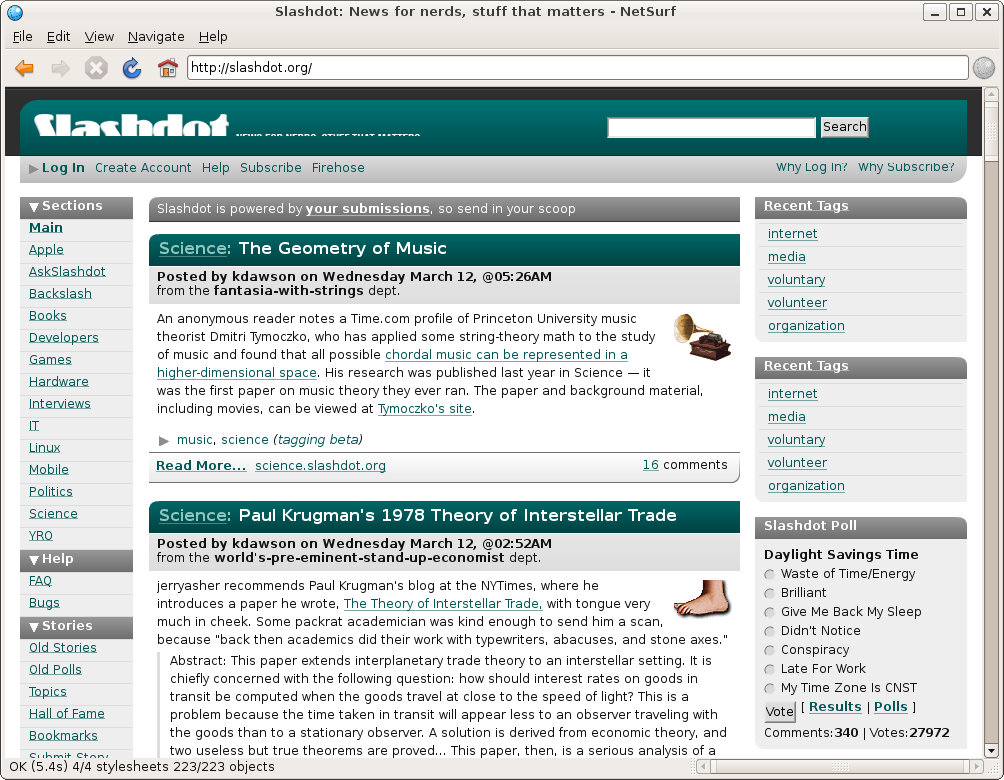 Slashdot: News for nerds, stuff that matters - NetSurf
File Edit View Navigate Help
http://slashdot.org/
Slashdot NEWS FOR NERDS. STUFF THAT MATTERS.
Search
▶ Log In Create Account Help Subscribe Firehose
Why Log In? Why Subscribe?
▼ Sections
Main
Apple
AskSlashdot
Backslash
Books
Developers
Games
Hardware
Interviews
IT
Linux
Mobile
Politics
Science
YRO
▼ Help
FAQ
Bugs
▼ Stories
Old Stories
Old Polls
Topics
Hall of Fame
Bookmarks
Submit Story
Slashdot is powered by your submissions, so send in your scoop
Science: The Geometry of Music
Posted by kdawson on Wednesday March 12, @05:26AM
from the fantasia-with-strings dept.
An anonymous reader notes a Time.com profile of Princeton University music
theorist Dmitri Tymoczko, who has applied some string-theory math to the study
of music and found that all possible chordal music can be represented in a
higher-dimensional space. His research was published last year in Science — it
was the first paper on music theory they ever ran. The paper and background material,
including movies, can be viewed at Tymoczko's site.
▶ music, science (tagging beta)
Read More... science.slashdot.org
16 comments
Science: Paul Krugman's 1978 Theory of Interstellar Trade
Posted by kdawson on Wednesday March 12, @02:52AM
from the world's-pre-eminent-stand-up-economist dept.
jerryasher recommends Paul Krugman's blog at the NYTimes, where he
introduces a paper he wrote, The Theory of Interstellar Trade, with tongue very
much in cheek. Some packrat academician was kind enough to send him a scan,
because "back then academics did their work with typewriters, abacuses, and stone axes."
Abstract: This paper extends interplanetary trade theory to an interstellar setting. It is
chiefly concerned with the following question: how should interest rates on goods in
transit be computed when the goods travel at close to the speed of light? This is a
problem because the time taken in transit will appear less to an observer traveling with
the goods than to a stationary observer. A solution is derived from economic theory, and
two useless but true theorems are proved... This paper, then, is a serious analysis of a
Recent Tags
internet
media
voluntary
volunteer
organization
Recent Tags
internet
media
voluntary
volunteer
organization
Slashdot Poll
Daylight Savings Time
Waste of Time/Energy
Brilliant
Give Me Back My Sleep
Didn't Notice
Conspiracy
Late For Work
My Time Zone Is CNST
Vote [ Results | Polls ]
Comments:340 | Votes:27972
OK (5.4s) 4/4 stylesheets 223/223 objects